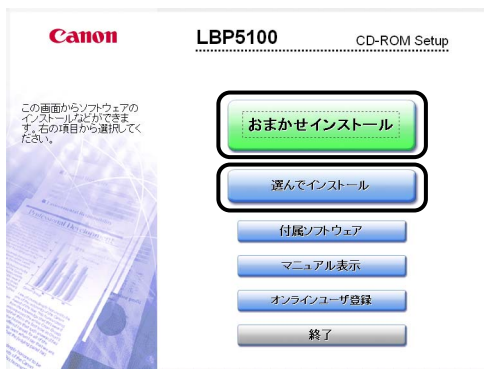 Canon
LBP5100
CD-ROM Setup
この画面からソフトウェアの
インストールなどができま
す。右の項目から選択してく
ださい。
おまかせインストール
選んでインストール
付属ソフトウェア
マニュアル表示
オンラインユーザ登録
終了